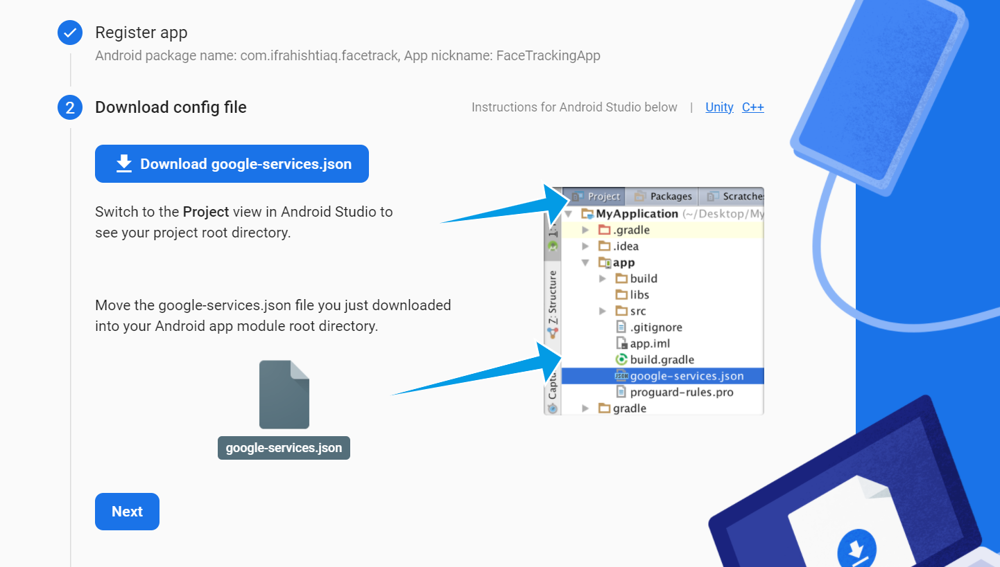 Register app
Android package name: com.ifrahishtiaq.facetrack, App nickname: FaceTrackingApp
2 Download config file
Instructions for Android Studio below | Unity C++
Download google-services.json
Switch to the Project view in Android Studio to
see your project root directory.
Move the google-services.json file you just downloaded
into your Android app module root directory.
google-services.json
Next
Project Packages Scratches
MyApplication (~/Desktop/My
.gradle
.idea
app
build
libs
src
.gitignore
app.iml
build.gradle
google-services.json
proguard-rules.pro
gradle
1:
Z: Structure
Captu
JSON